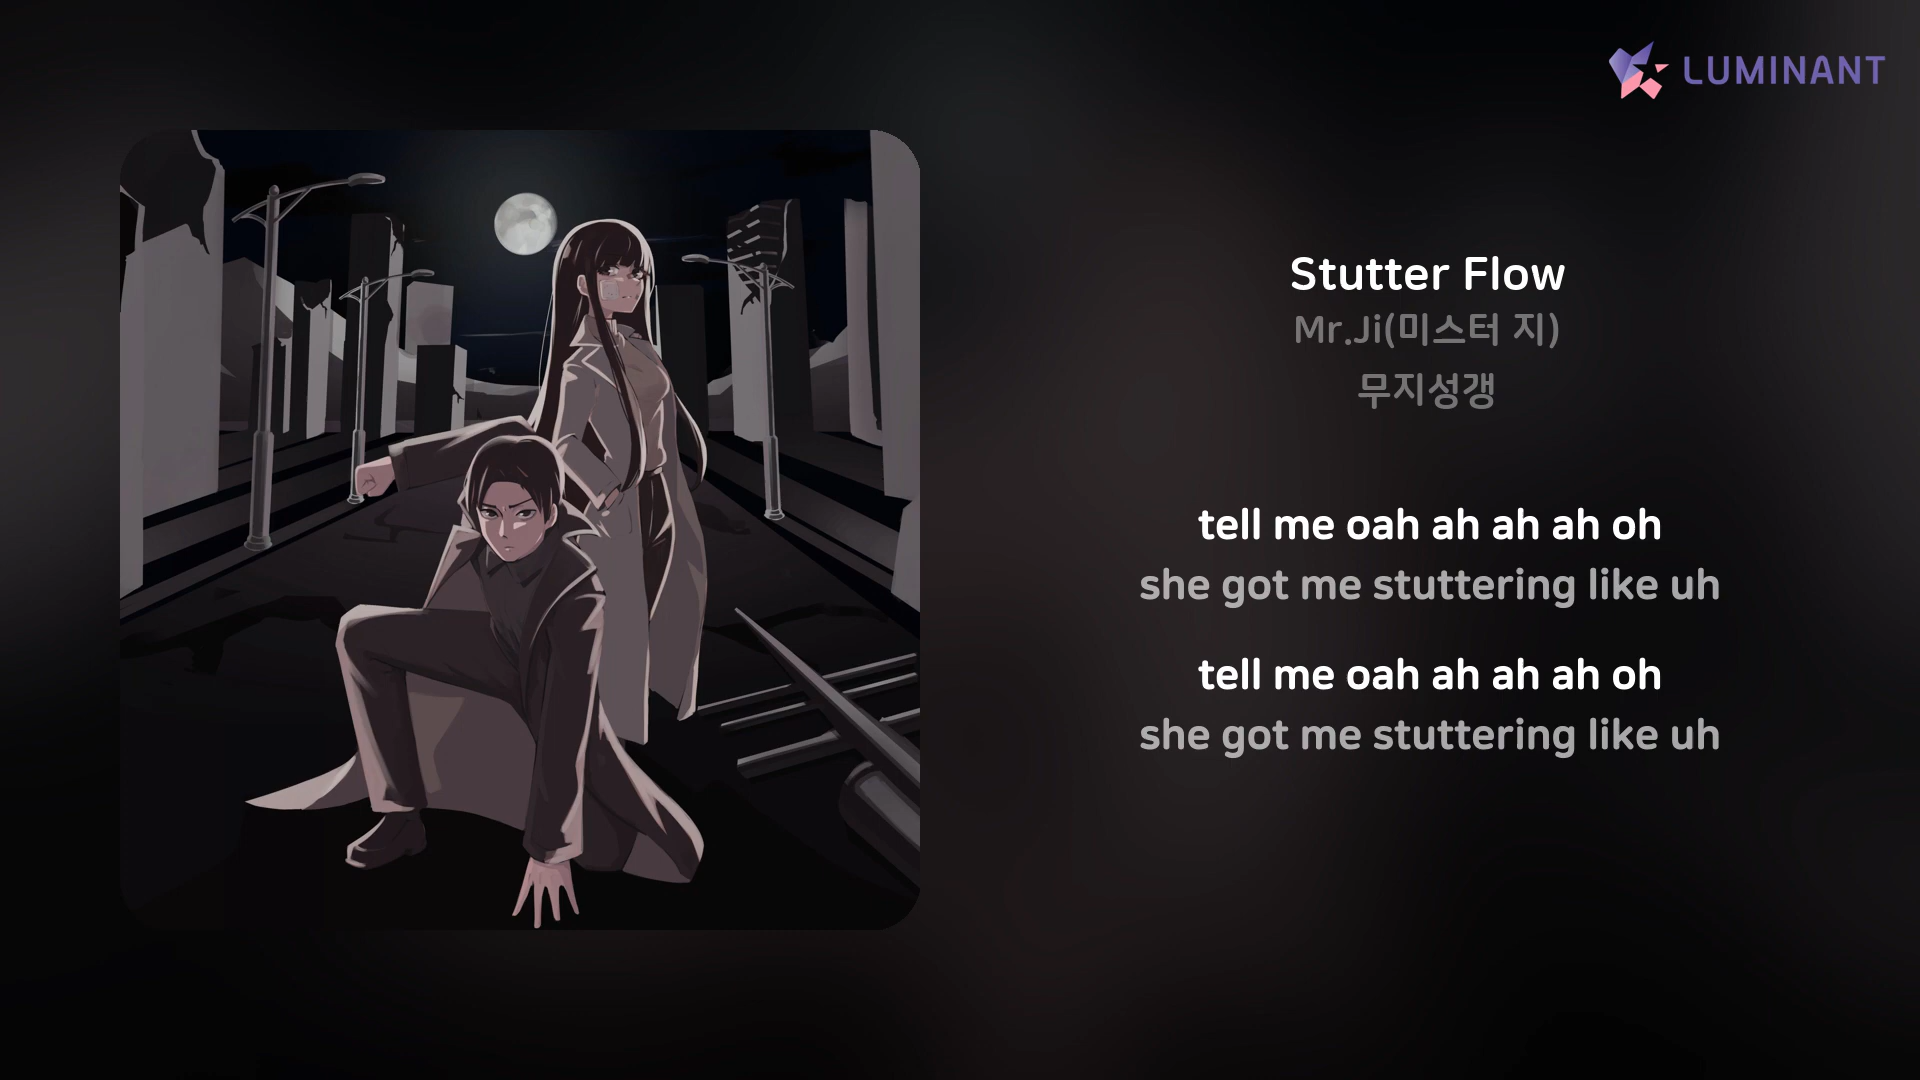 LUMINANT
Stutter Flow
Mr.Ji(미스터 지)
무지성갱
tell me oah ah ah ah oh
she got me stuttering like uh
tell me oah ah ah ah oh
she got me stuttering like uh